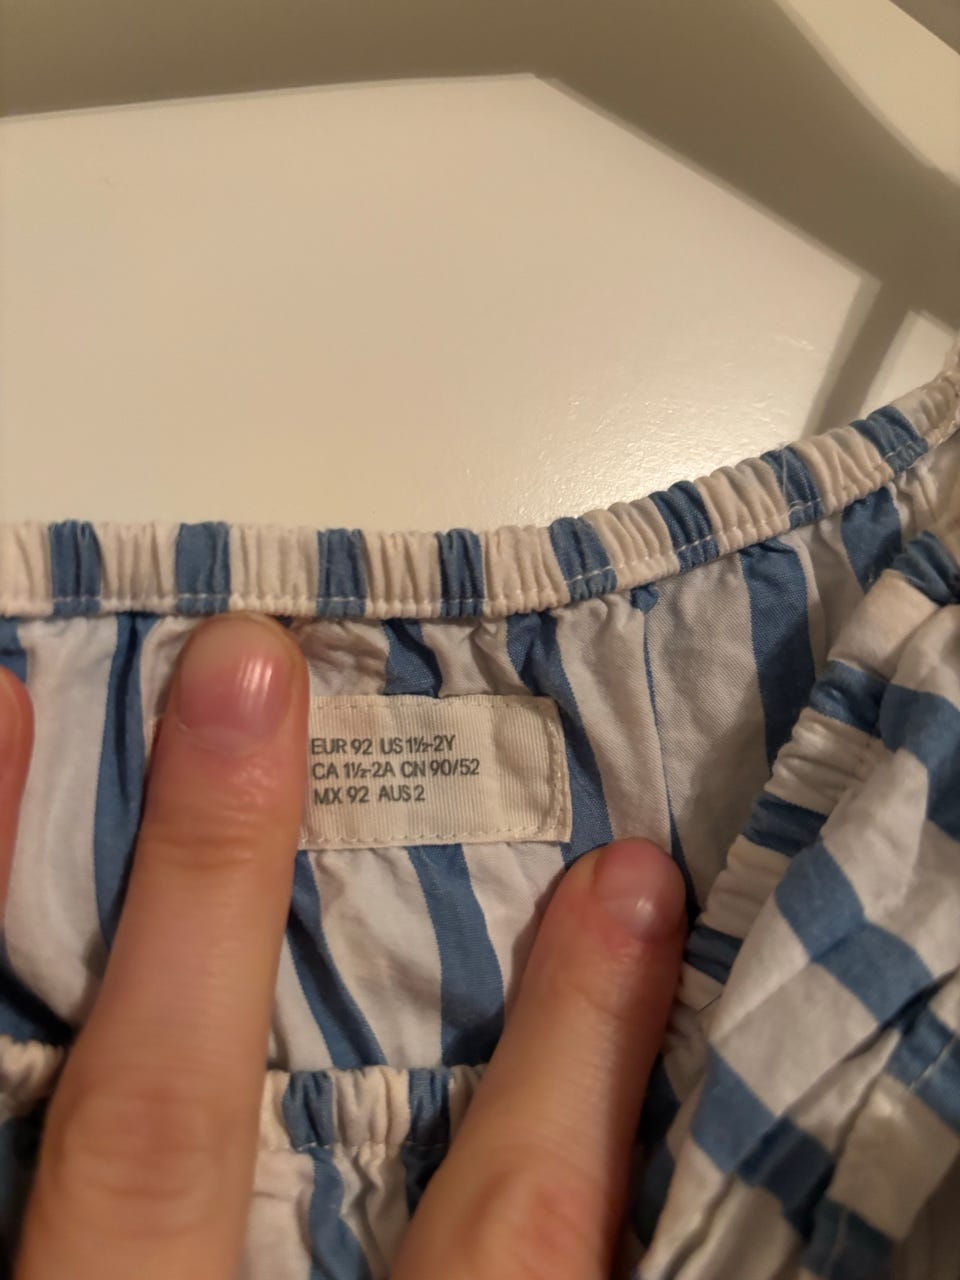 EUR 92 US 1½-2Y
CA 1½-2A CN 90/52
MX 92 AUS 2